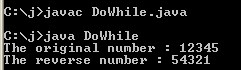 C:\j>javac DoWhile.java
C:\j>java DoWhile
The original number : 12345
The reverse number : 54321